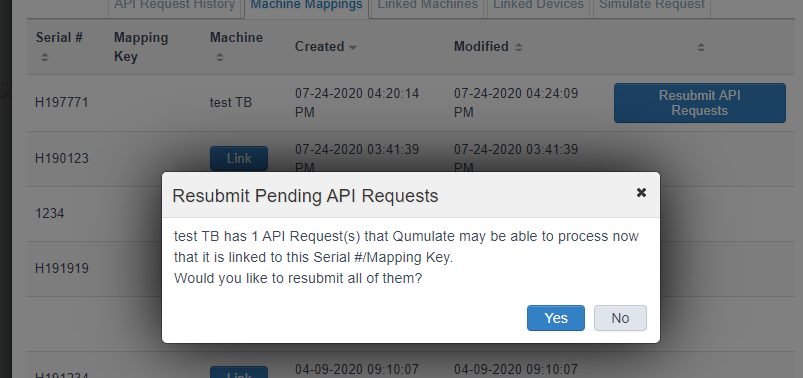 API Request History Machine Mappings Linked Machines Linked Devices Simulate Request
Serial # Mapping Key Machine Created Modified
H197771 test TB 07-24-2020 04:20:14 PM 07-24-2020 04:24:09 PM Resubmit API Requests
H190123 Link 07-24-2020 03:41:39 PM 07-24-2020 03:41:39 PM
Resubmit Pending API Requests
test TB has 1 API Request(s) that Qumulate may be able to process now
that it is linked to this Serial #/Mapping Key.
Would you like to resubmit all of them?
Yes No
1234
H191919
H191234 Link 04-09-2020 09:10:07 04-09-2020 09:10:07